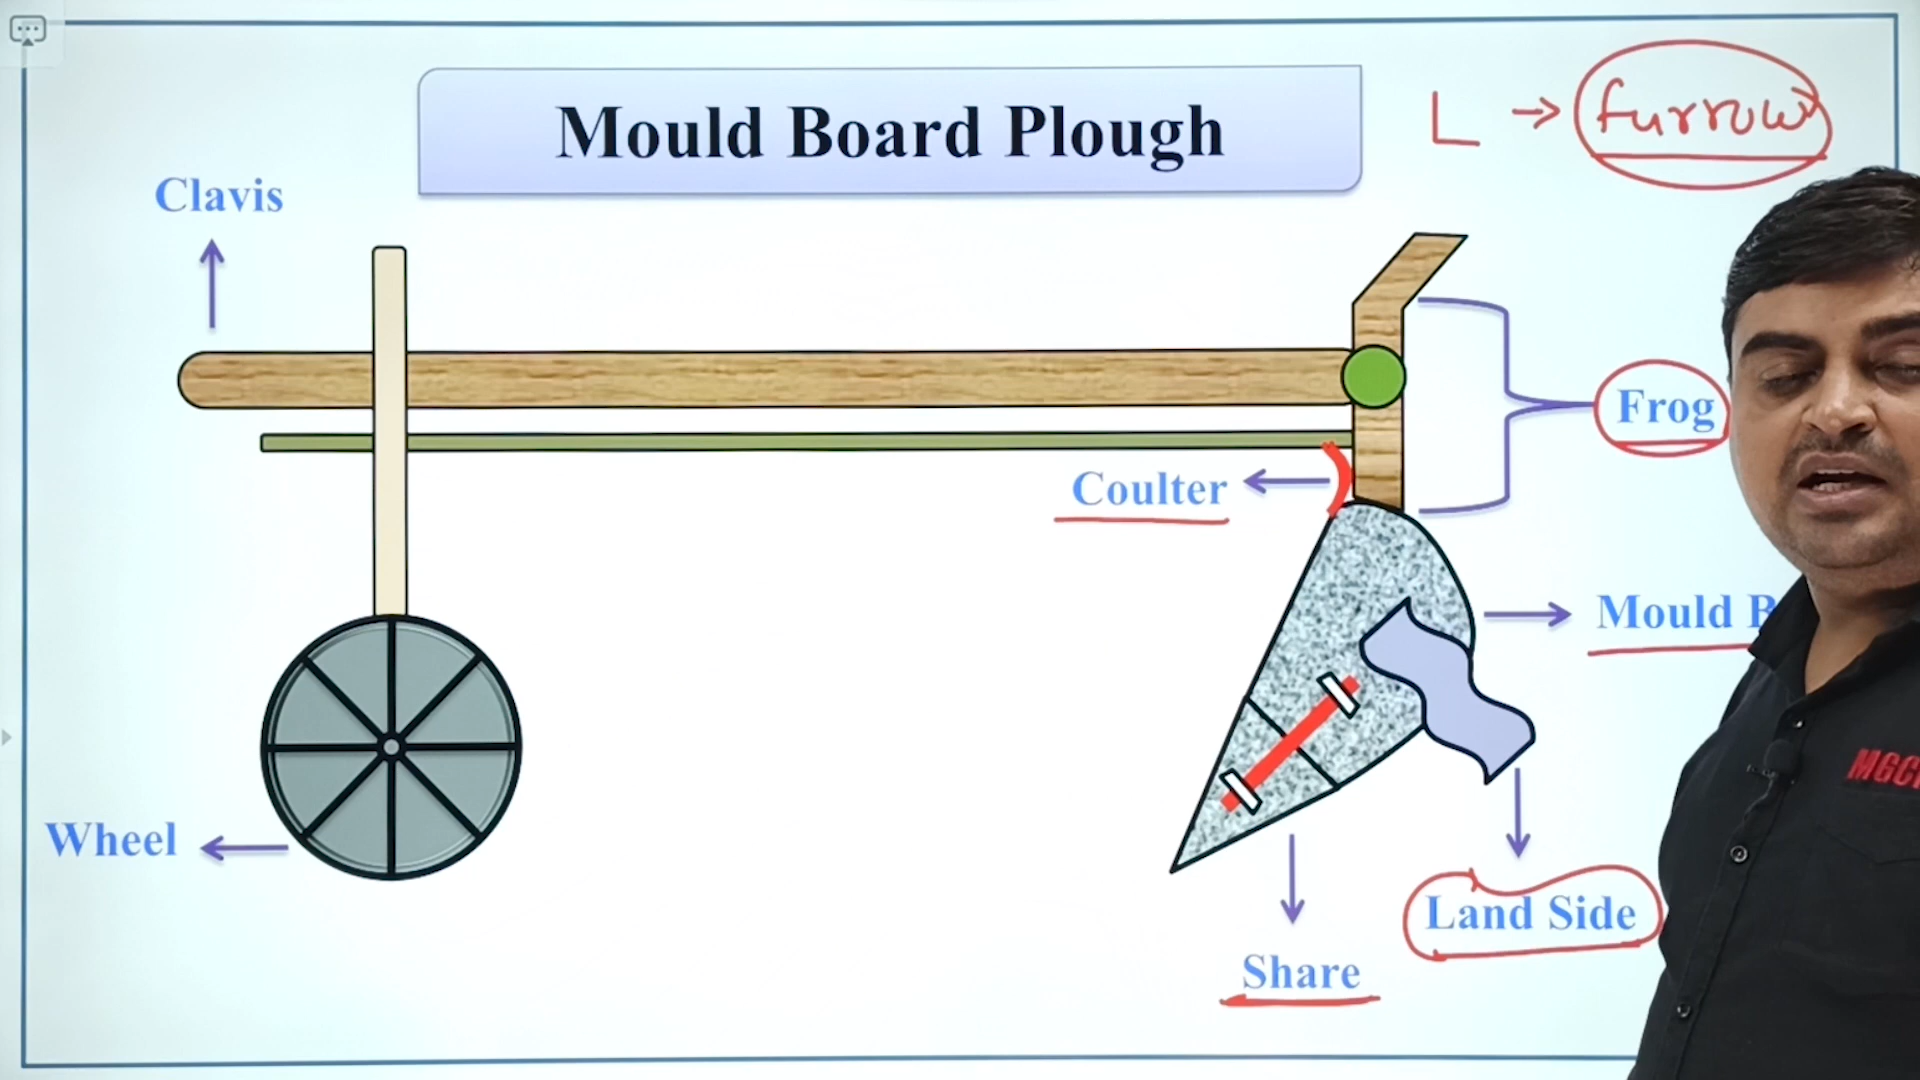 Mould Board Plough
L → furrow
Clavis
Frog
Coulter
Mould B
Wheel
Land Side
Share
MGC